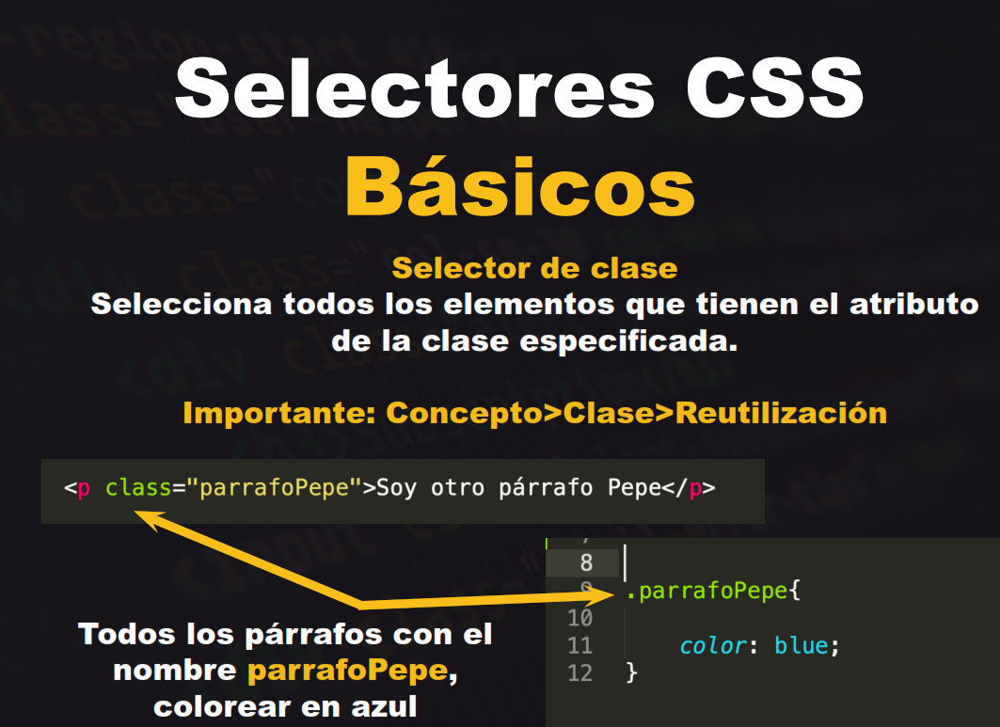 Selectores CSS
Básicos
Selector de clase
Selecciona todos los elementos que tienen el atributo
de la clase especificada.
Importante: Concepto>Clase>Reutilización
<p class="parrafoPepe">Soy otro párrafo Pepe</p>
8
9 .parrafoPepe{
10
11 color: blue;
12 }
Todos los párrafos con el
nombre parrafoPepe,
colorear en azul